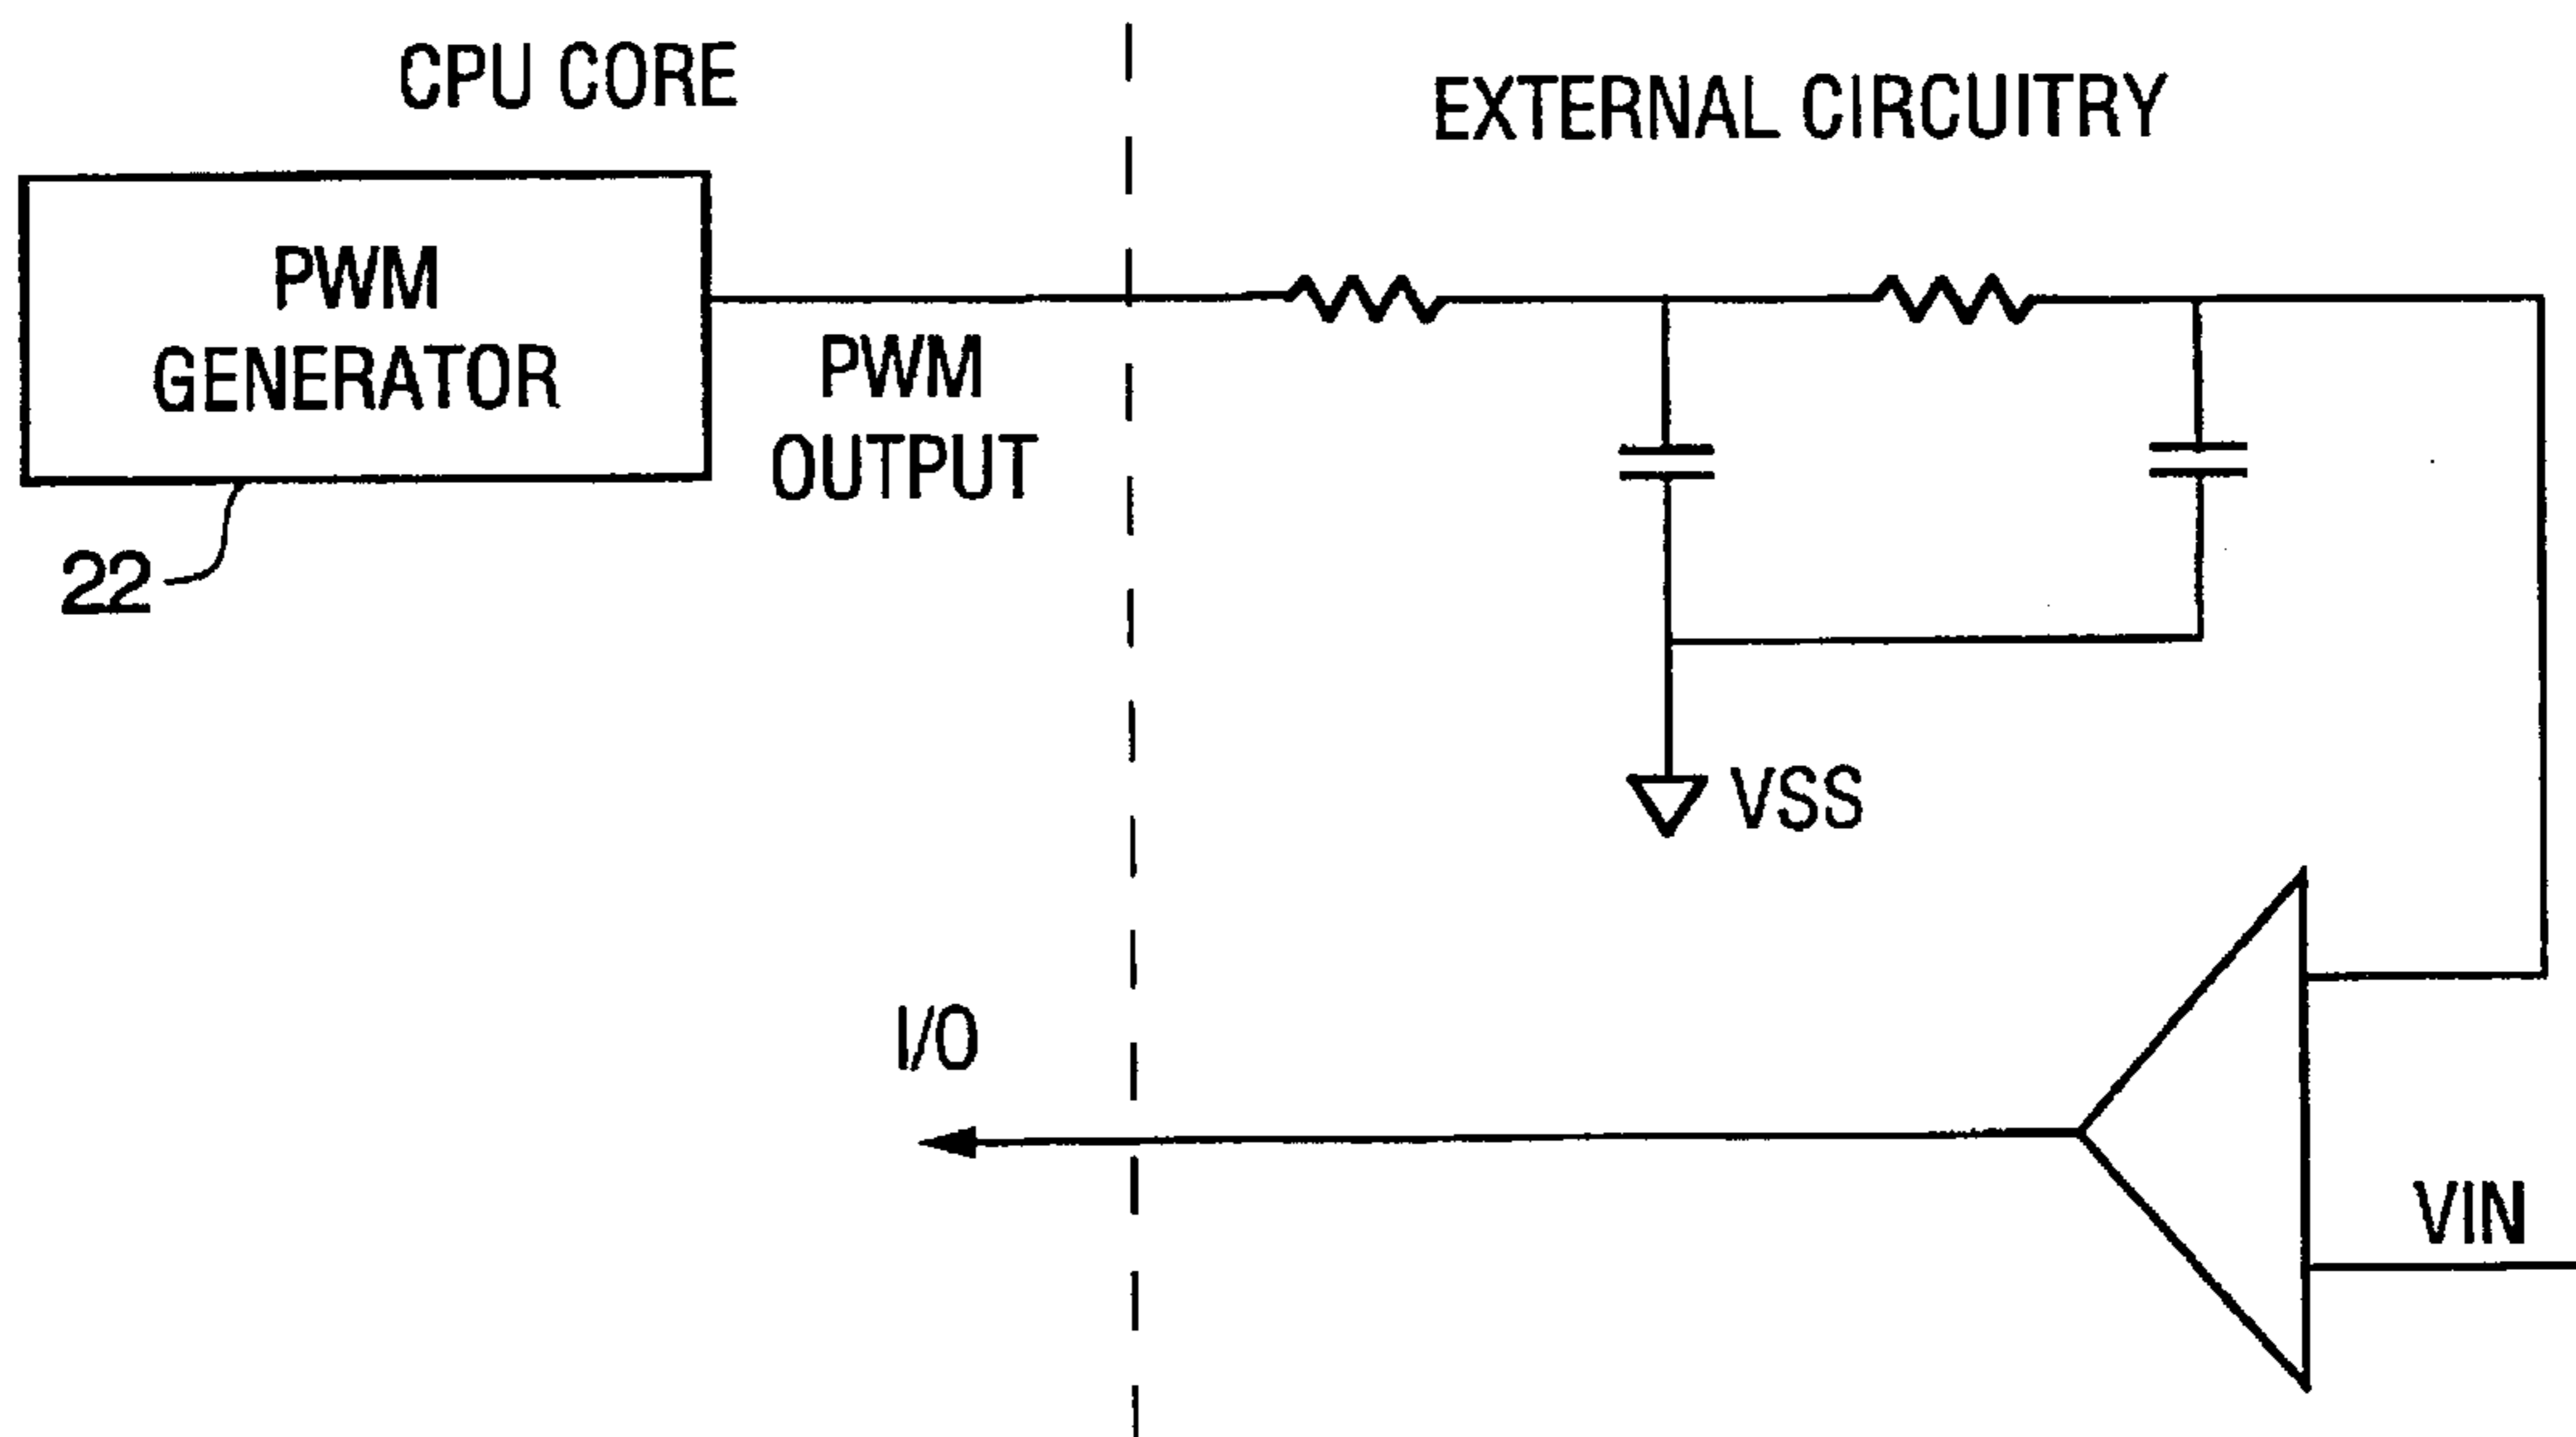 CPU CORE
EXTERNAL CIRCUITRY
PWM
GENERATOR
PWM
OUTPUT
22
VSS
I/O
VIN